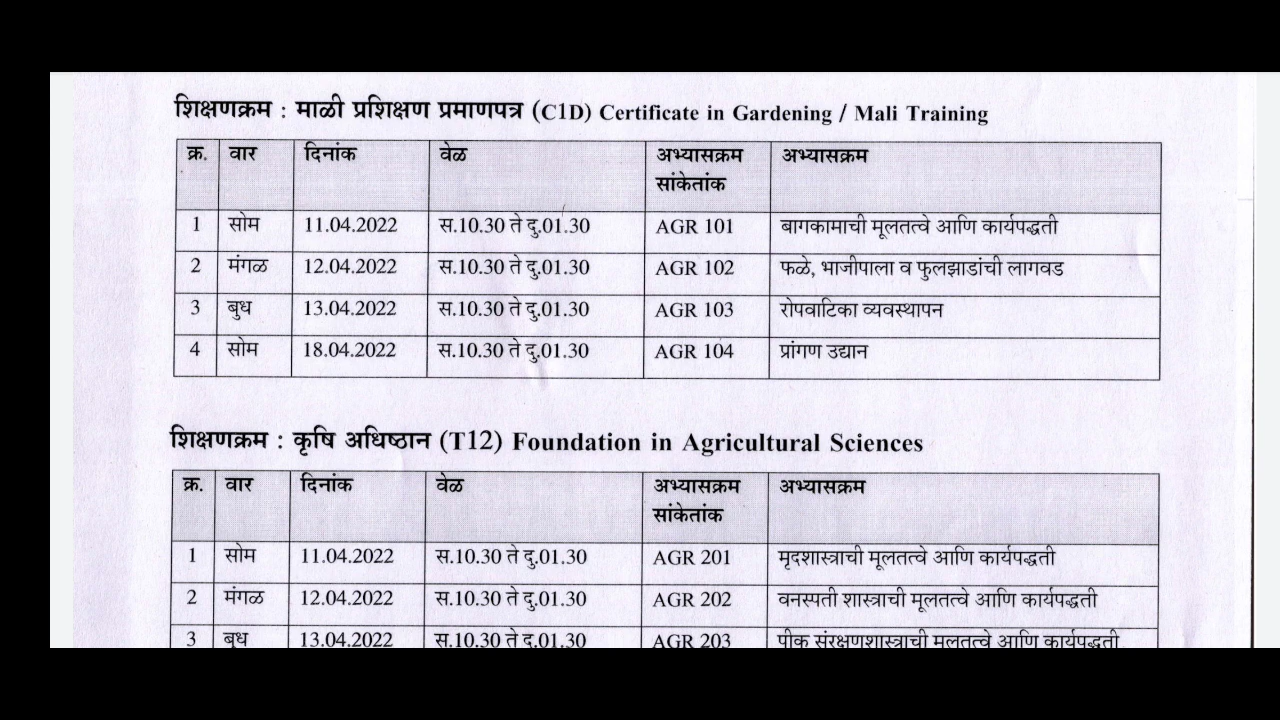 शिक्षणक्रम : माळी प्रशिक्षण प्रमाणपत्र (C1D) Certificate in Gardening / Mali Training
क्र. वार दिनांक वेळ अभ्यासक्रम सांकेतांक अभ्यासक्रम
1 सोम 11.04.2022 स.10.30 ते दु.01.30 AGR 101 बागकामाची मूलतत्वे आणि कार्यपद्धती
2 मंगळ 12.04.2022 स.10.30 ते दु.01.30 AGR 102 फळे, भाजीपाला व फुलझाडांची लागवड
3 बुध 13.04.2022 स.10.30 ते दु.01.30 AGR 103 रोपवाटिका व्यवस्थापन
4 सोम 18.04.2022 स.10.30 ते दु.01.30 AGR 104 प्रांगण उद्यान
शिक्षणक्रम : कृषि अधिष्ठान (T12) Foundation in Agricultural Sciences
क्र. वार दिनांक वेळ अभ्यासक्रम सांकेतांक अभ्यासक्रम
1 सोम 11.04.2022 स.10.30 ते दु.01.30 AGR 201 मृदशास्त्राची मूलतत्वे आणि कार्यपद्धती
2 मंगळ 12.04.2022 स.10.30 ते दु.01.30 AGR 202 वनस्पती शास्त्राची मूलतत्वे आणि कार्यपद्धती
3 बुध 13.04.2022 स.10.30 ते दु.01.30 AGR 203 पीक संरक्षणशास्त्राची मूलतत्वे आणि कार्यपद्धती